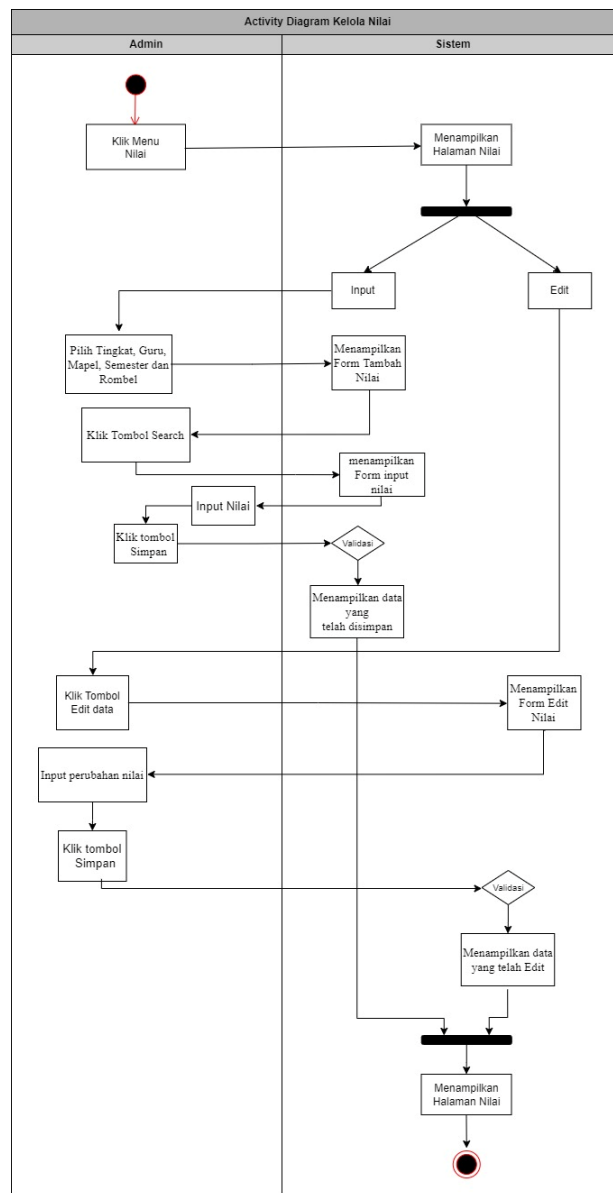 Activity Diagram Kelola Nilai
Admin
Sistem
Klik Menu
Nilai
Menampilkan
Halaman Nilai
Input
Edit
Pilih Tingkat, Guru,
Mapel, Semester dan
Rombel
Menampilkan
Form Tambah
Nilai
Klik Tombol Search
menampilkan
Form input
nilai
Input Nilai
Klik tombol
Simpan
Validasi
Menampilkan data
yang
telah disimpan
Klik Tombol
Edit data
Menampilkan
Form Edit
Nilai
Input perubahan nilai
Klik tombol
Simpan
Validasi
Menampilkan data
yang telah Edit
Menampilkan
Halaman Nilai